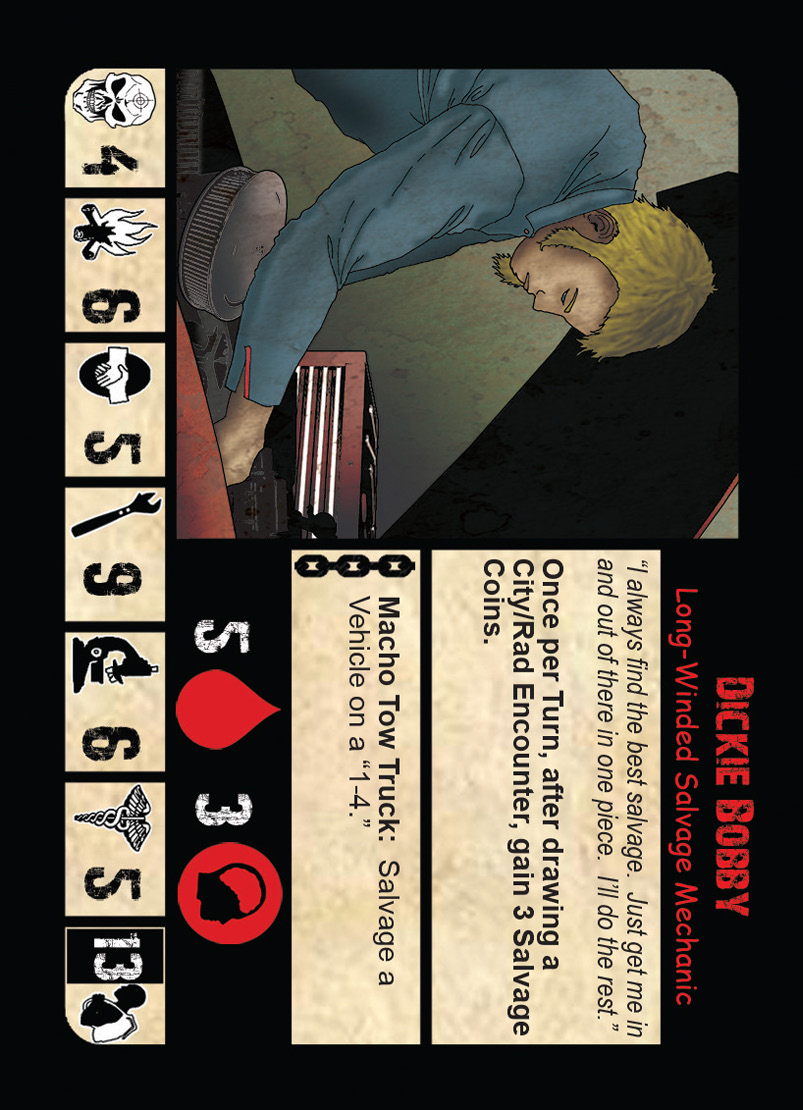 DICKIE BOBBY
Long-Winded Salvage Mechanic
“I always find the best salvage. Just get me in
and out of there in one piece. I’ll do the rest.”
Once per Turn, after drawing a
City/Rad Encounter, gain 3 Salvage
Coins.
Macho Tow Truck: Salvage a
Vehicle on a “1-4.”
5 3
4 6 5 9 6 5 13